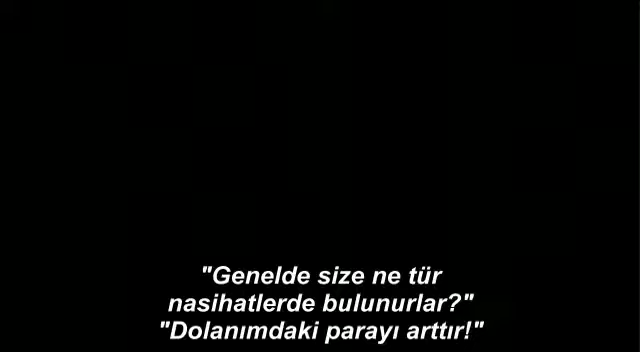 "Genelde size ne tür
nasihatlerde bulunurlar?"
"Dolanımdaki parayı arttır!"